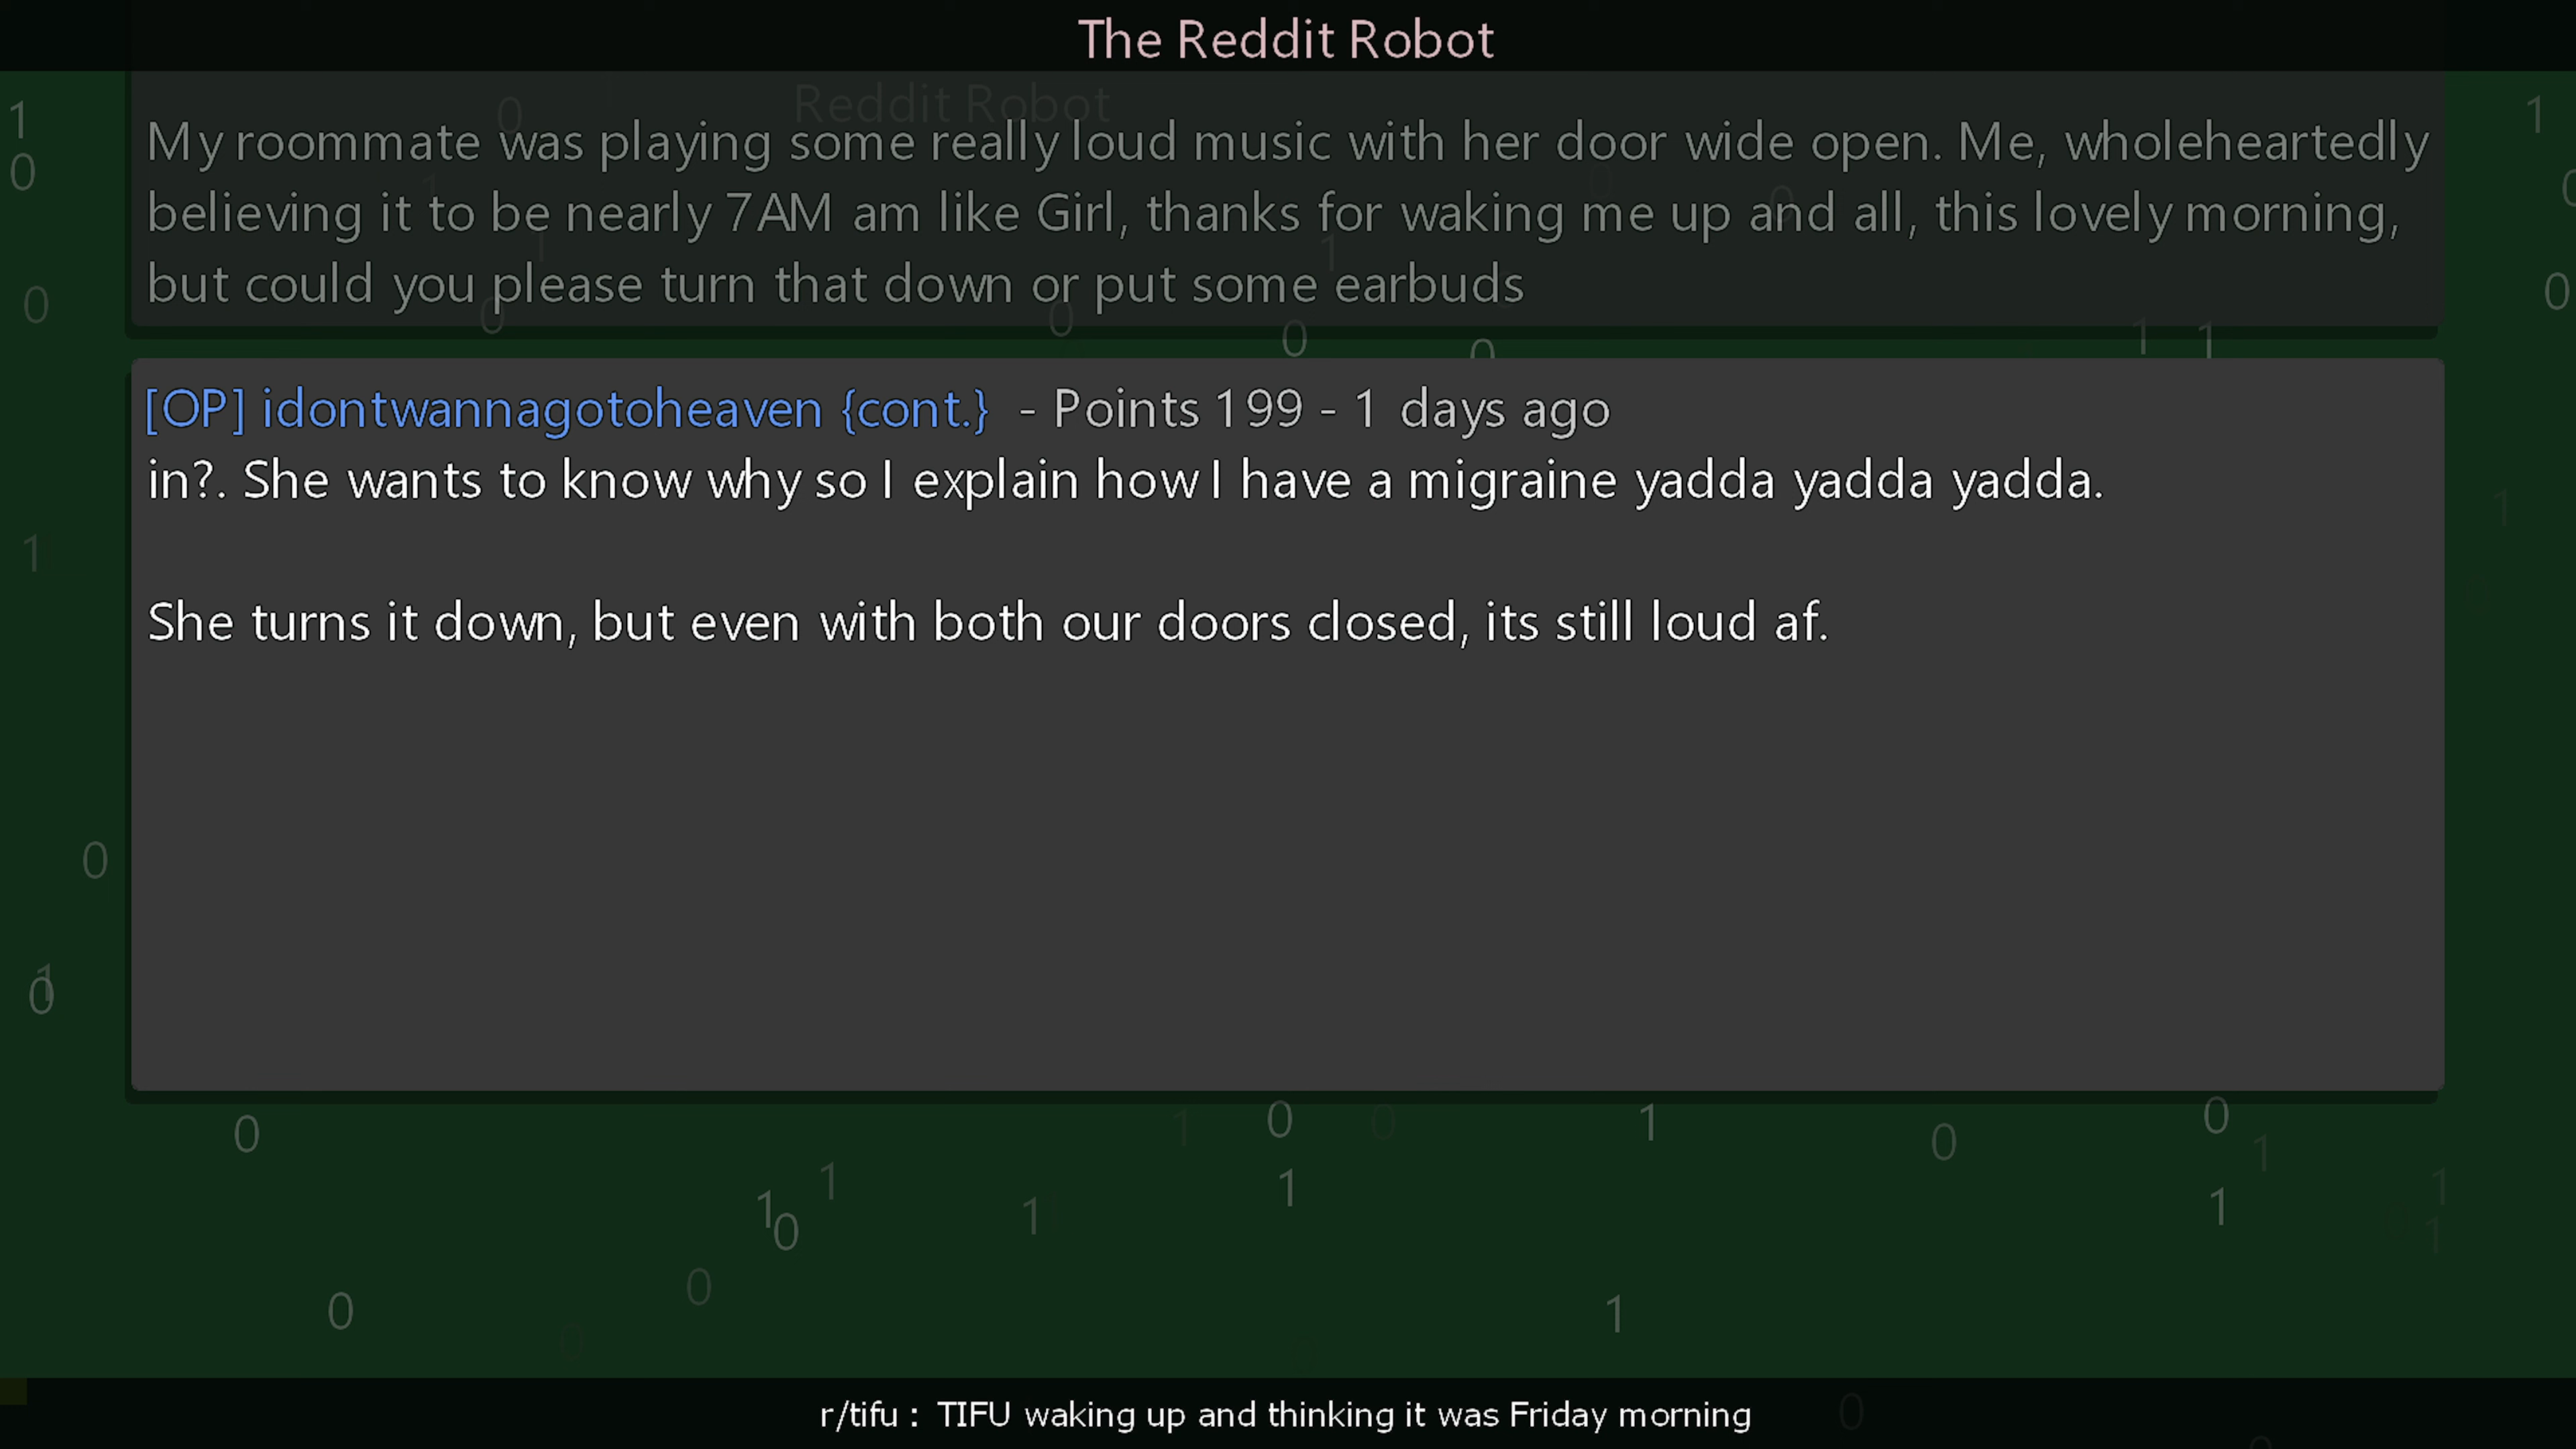 The Reddit Robot
Reddit Robot
My roommate was playing some really loud music with her door wide open. Me, wholeheartedly
believing it to be nearly 7AM am like Girl, thanks for waking me up and all, this lovely morning,
but could you please turn that down or put some earbuds
[OP] idontwannagotoheaven {cont.} - Points 199 - 1 days ago
in?. She wants to know why so I explain how I have a migraine yadda yadda yadda.
She turns it down, but even with both our doors closed, its still loud af.
r/tifu : TIFU waking up and thinking it was Friday morning